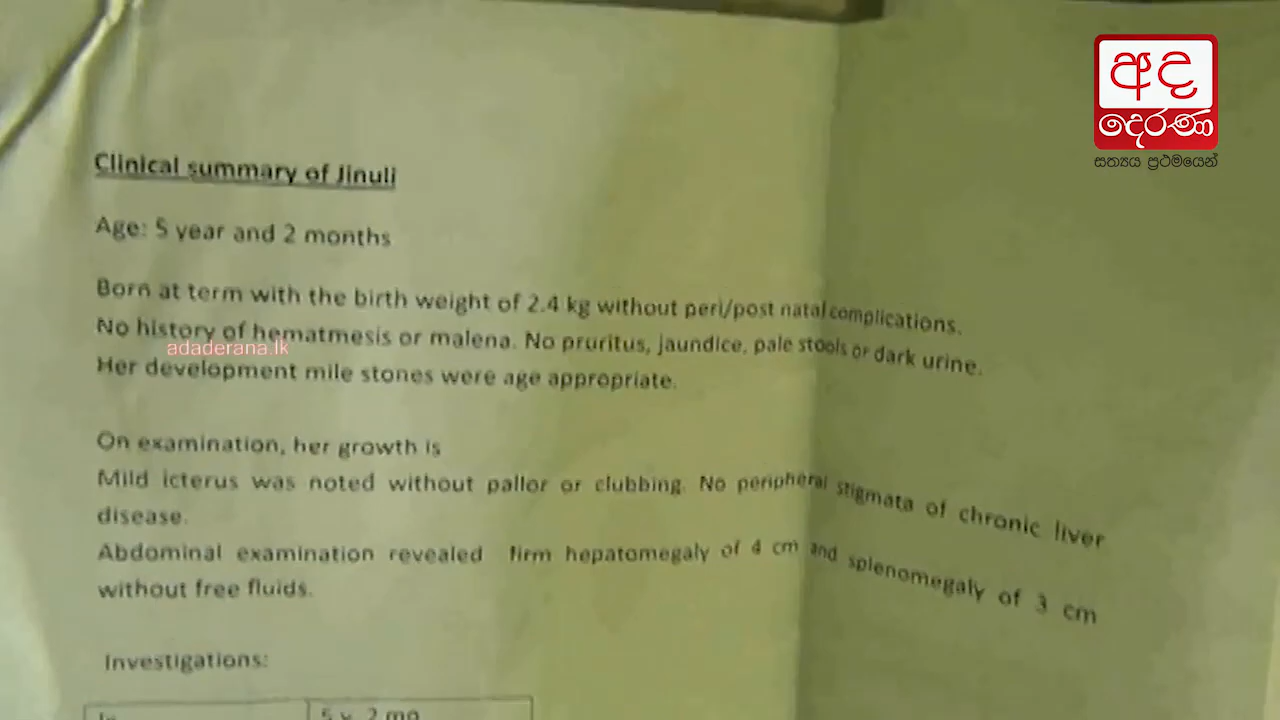 අද
දෙරණ
සත්‍යය ප්‍රථමයෙන්
Clinical summary of Jinuli
Age: 5 year and 2 months
Born at term with the birth weight of 2.4 kg without peri/post natal complications.
No history of hematmesis or malena. No pruritus, jaundice, pale stools or dark urine.
adaderana.lk
Her development mile stones were age appropriate.
On examination, her growth is
Mild icterus was noted without pallor or clubbing. No peripheral stigmata of chronic liver
disease.
Abdominal examination revealed firm hepatomegaly of 4 cm and splenomegaly of 3 cm
without free fluids.
Investigations:
5 y 2 mo